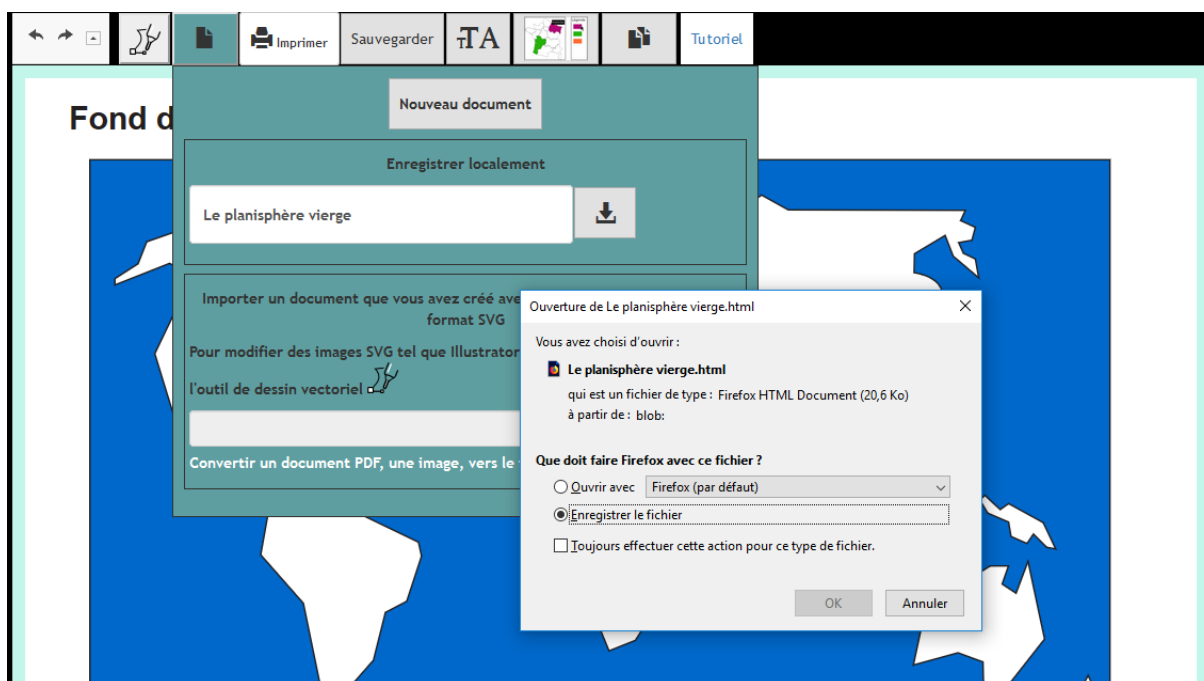 Imprimer
Sauvegarder
TA
Tutoriel
Fond d
Nouveau document
Enregistrer localement
Le planisphère vierge
Importer un document que vous avez créé ave
format SVG
Pour modifier des images SVG tel que Illustrator
l'outil de dessin vectoriel
Convertir un document PDF, une image, vers le
Ouverture de Le planisphère vierge.html
Vous avez choisi d'ouvrir :
Le planisphère vierge.html
qui est un fichier de type : Firefox HTML Document (20,6 Ko)
à partir de : blob:
Que doit faire Firefox avec ce fichier ?
Ouvrir avec Firefox (par défaut)
Enregistrer le fichier
Toujours effectuer cette action pour ce type de fichier.
OK Annuler